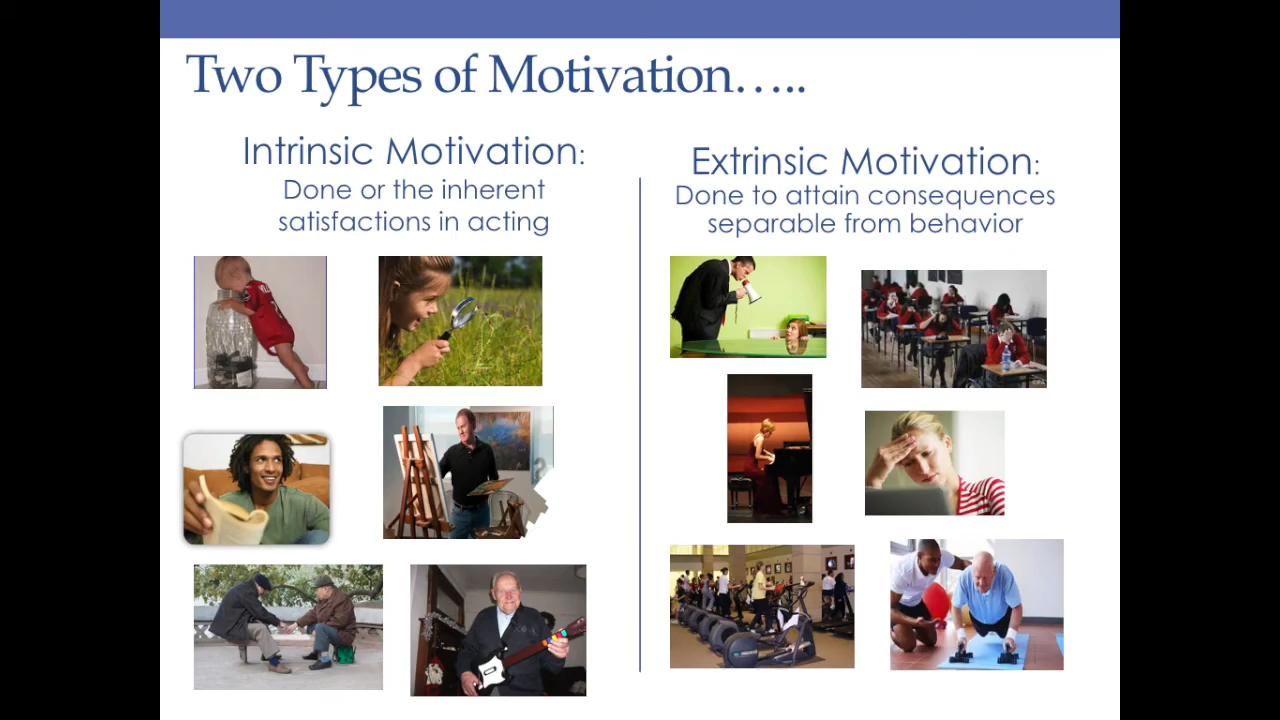 Two Types of Motivation…..
Intrinsic Motivation:
Done or the inherent
satisfactions in acting
Extrinsic Motivation:
Done to attain consequences
separable from behavior